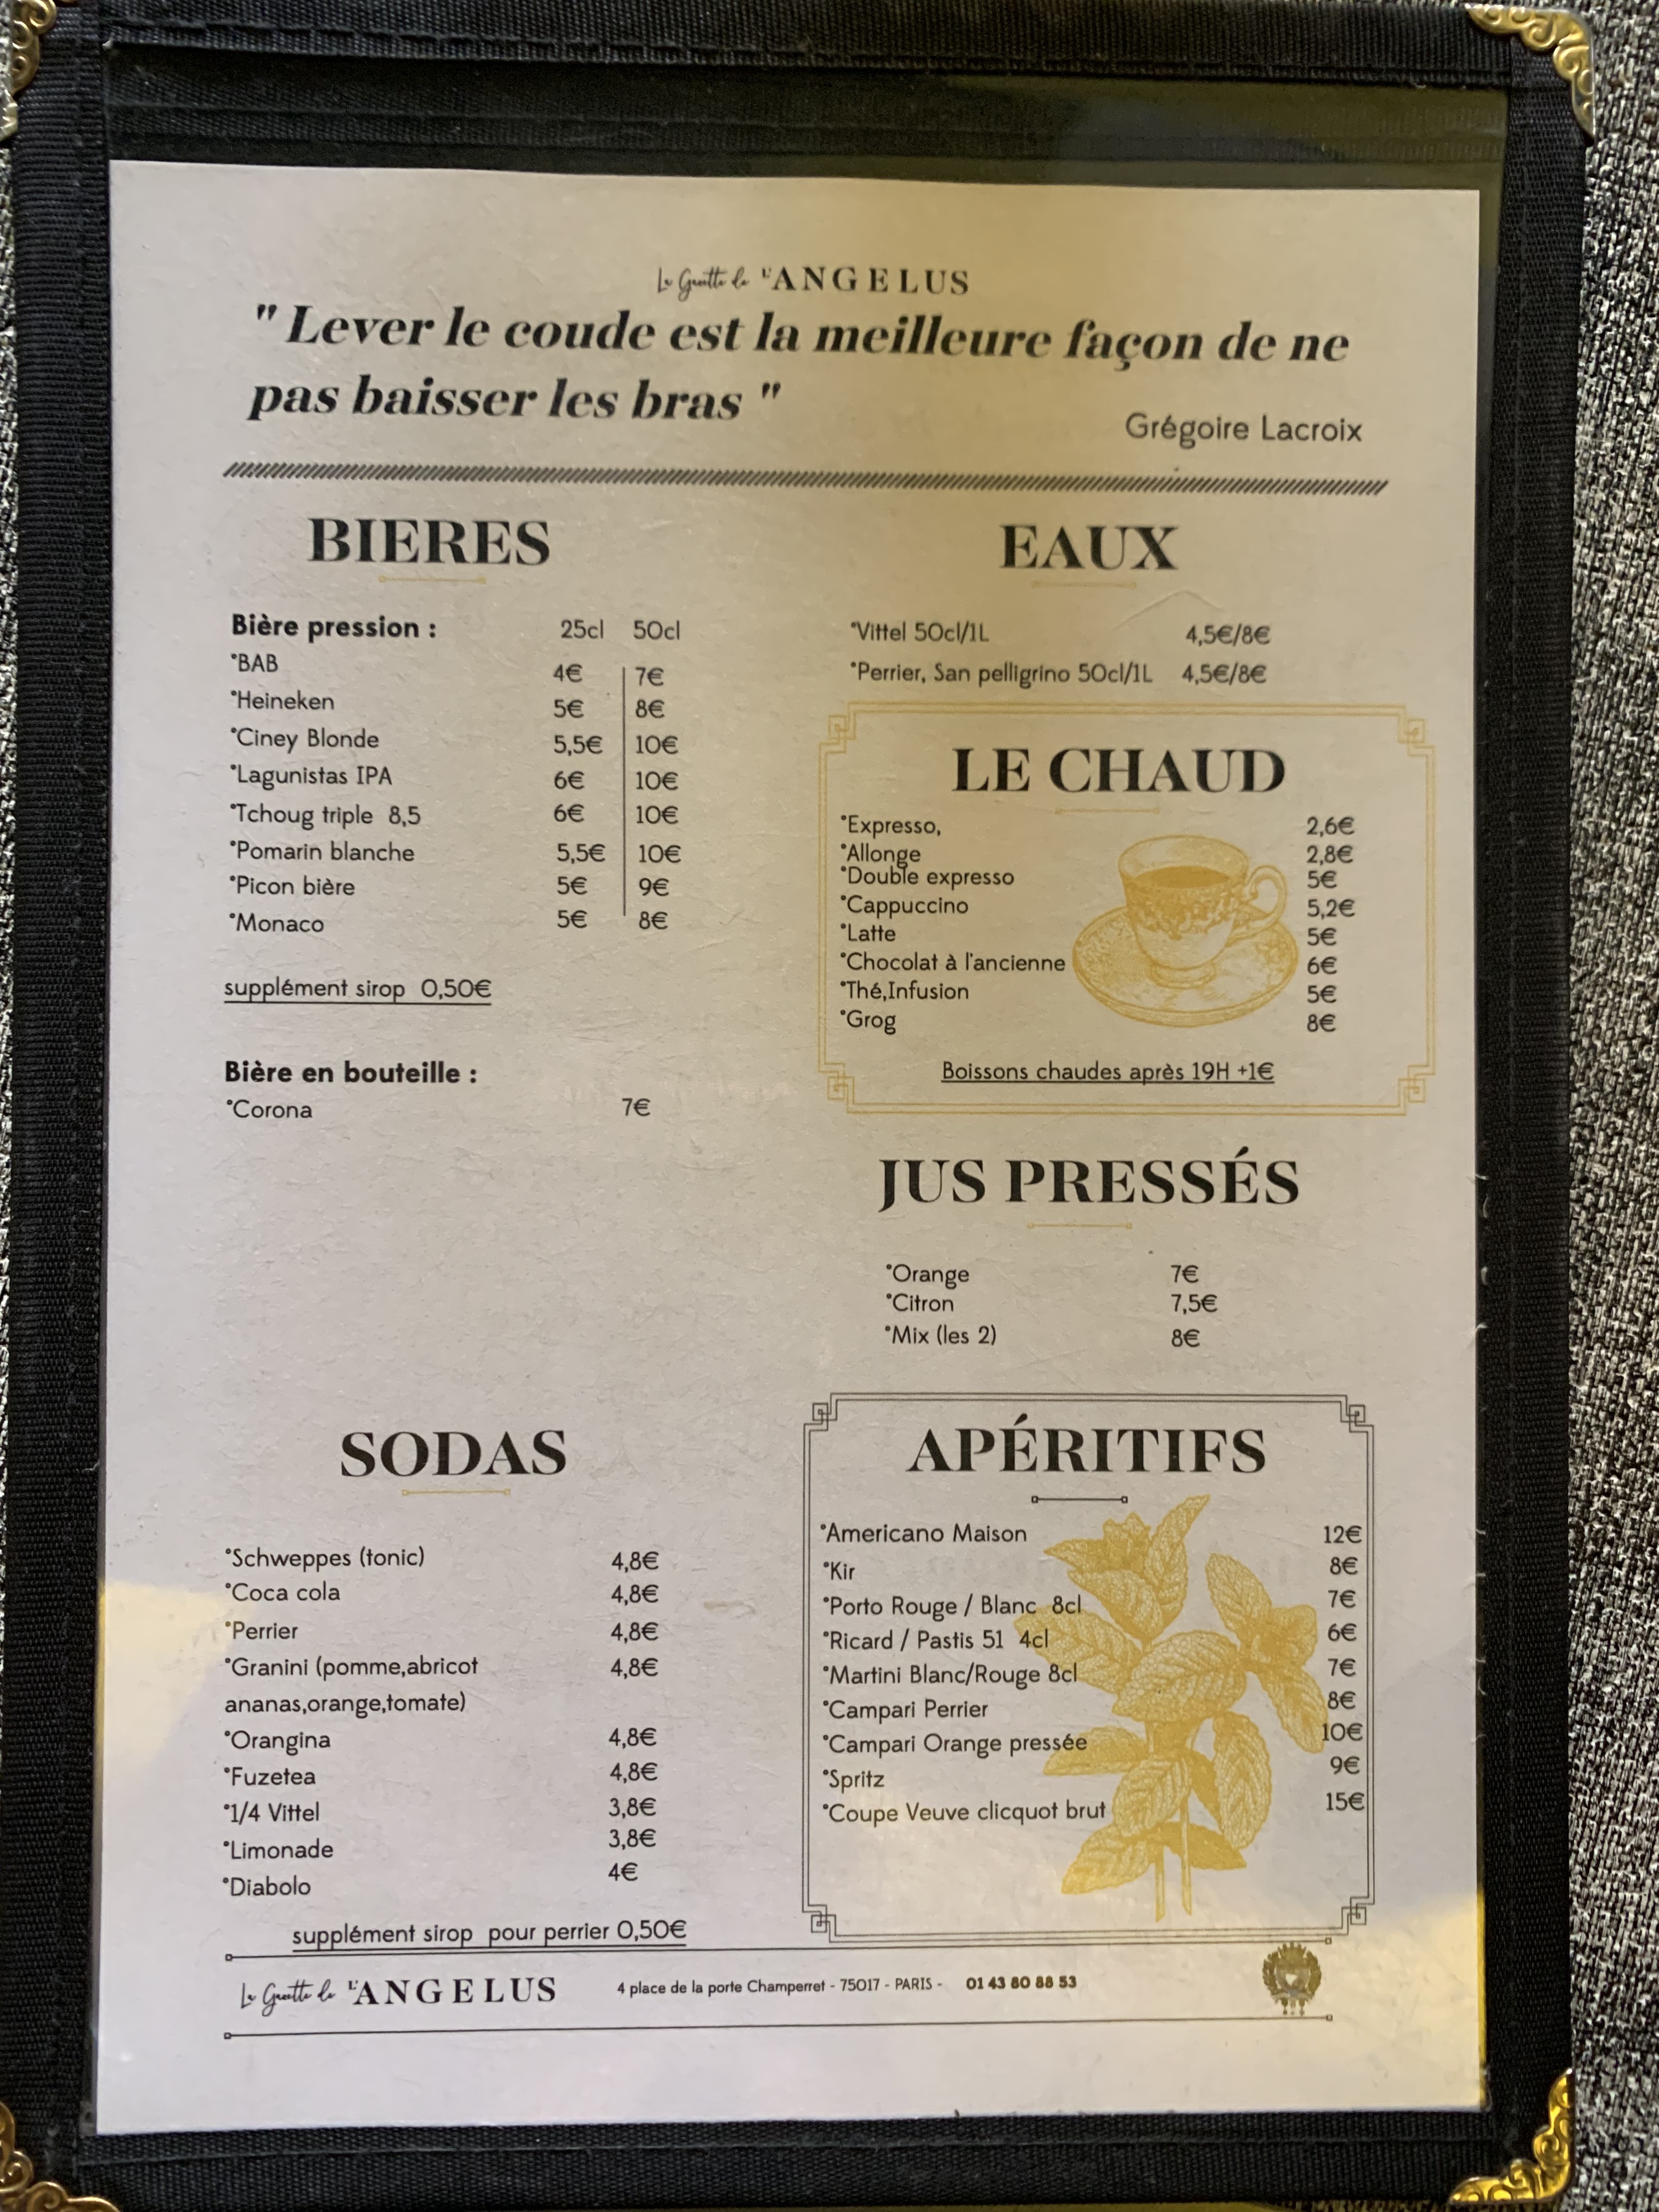 La Gazette de L'ANGELUS
" Lever le coude est la meilleure façon de ne
pas baisser les bras "
Grégoire Lacroix
BIERES
Bière pression : 25cl 50cl
°BAB 4€ 7€
°Heineken 5€ 8€
°Ciney Blonde 5,5€ 10€
°Lagunistas IPA 6€ 10€
°Tchoug triple 8,5 6€ 10€
°Pomarin blanche 5,5€ 10€
°Picon bière 5€ 9€
°Monaco 5€ 8€
supplément sirop 0,50€
Bière en bouteille :
°Corona 7€
EAUX
°Vittel 50cl/1L 4,5€/8€
°Perrier, San pelligrino 50cl/1L 4,5€/8€
LE CHAUD
°Expresso, 2,6€
°Allonge 2,8€
°Double expresso 5€
°Cappuccino 5,2€
°Latte 5€
°Chocolat à l'ancienne 6€
°Thé,Infusion 5€
°Grog 8€
Boissons chaudes après 19H +1€
JUS PRESSÉS
°Orange 7€
°Citron 7,5€
°Mix (les 2) 8€
SODAS
°Schweppes (tonic) 4,8€
°Coca cola 4,8€
°Perrier 4,8€
°Granini (pomme,abricot 4,8€
ananas,orange,tomate)
°Orangina 4,8€
°Fuzetea 4,8€
°1/4 Vittel 3,8€
°Limonade 3,8€
°Diabolo 4€
supplément sirop pour perrier 0,50€
APÉRITIFS
°Americano Maison 12€
°Kir 8€
°Porto Rouge / Blanc 8cl 7€
°Ricard / Pastis 51 4cl 6€
°Martini Blanc/Rouge 8cl 7€
°Campari Perrier 8€
°Campari Orange pressée 10€
°Spritz 9€
°Coupe Veuve clicquot brut 15€
La Gazette de L'ANGELUS 4 place de la porte Champerret - 75017 - PARIS - 01 43 80 88 53